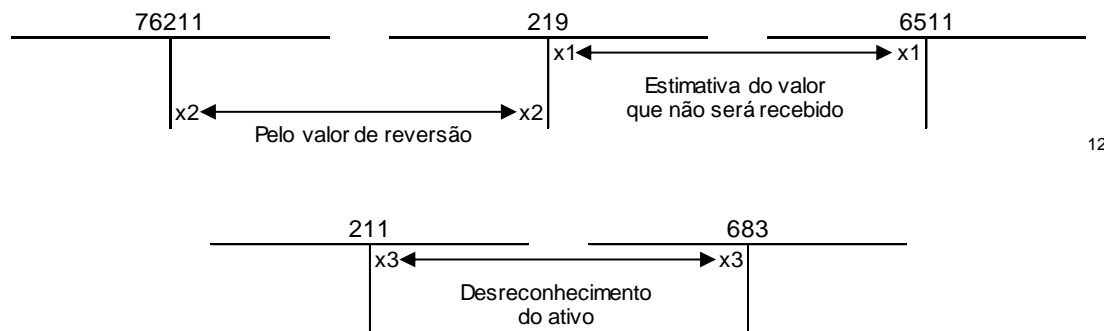 76211 219 6511
x1 x1
Estimativa do valor
que não será recebido
x2 x2
Pelo valor de reversão
12
211 683
x3 x3
Desreconhecimento
do ativo